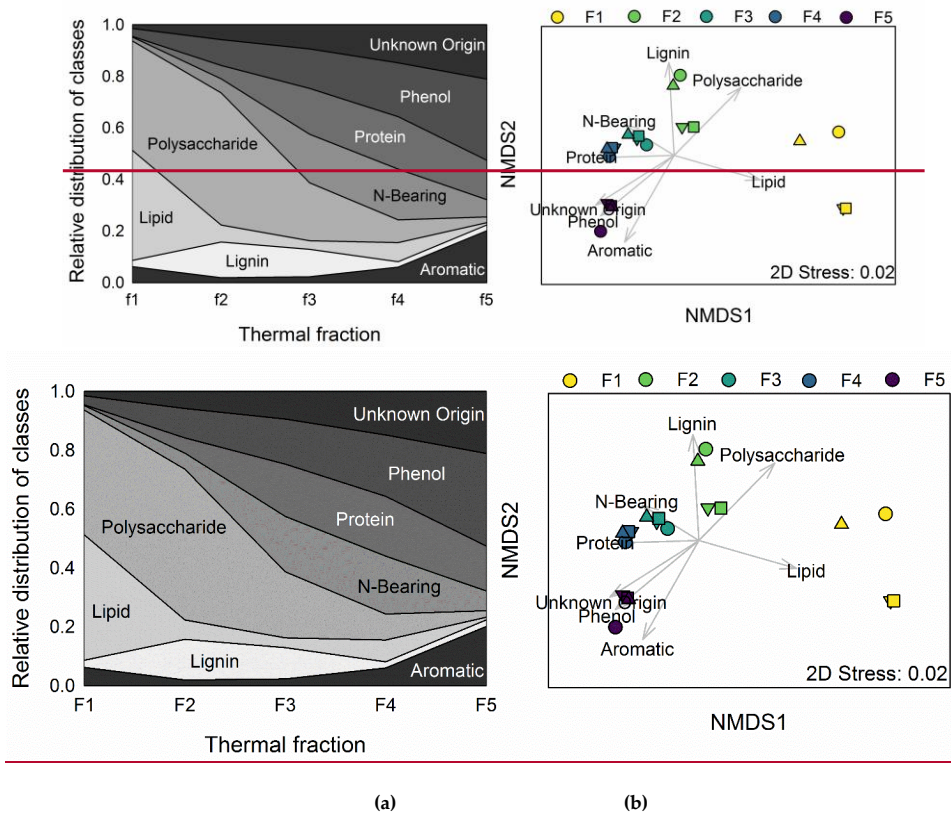 F1 F2 F3 F4 F5
Relative distribution of classes
1.0
0.8
0.6
0.4
0.2
0.0
Unknown Origin
Phenol
Protein
Polysaccharide
N-Bearing
Lipid
Lignin
Aromatic
f1 f2 f3 f4 f5
Thermal fraction
NMDS2
Lignin
Polysaccharide
N-Bearing
Protein
Lipid
Unknown Origin
Phenol
Aromatic
2D Stress: 0.02
NMDS1
F1 F2 F3 F4 F5
Relative distribution of classes
1.0
0.8
0.6
0.4
0.2
0.0
Unknown Origin
Phenol
Protein
Polysaccharide
N-Bearing
Lipid
Lignin
Aromatic
F1 F2 F3 F4 F5
Thermal fraction
NMDS2
Lignin
Polysaccharide
N-Bearing
Protein
Lipid
Unknown Origin
Phenol
Aromatic
2D Stress: 0.02
NMDS1
(a) (b)